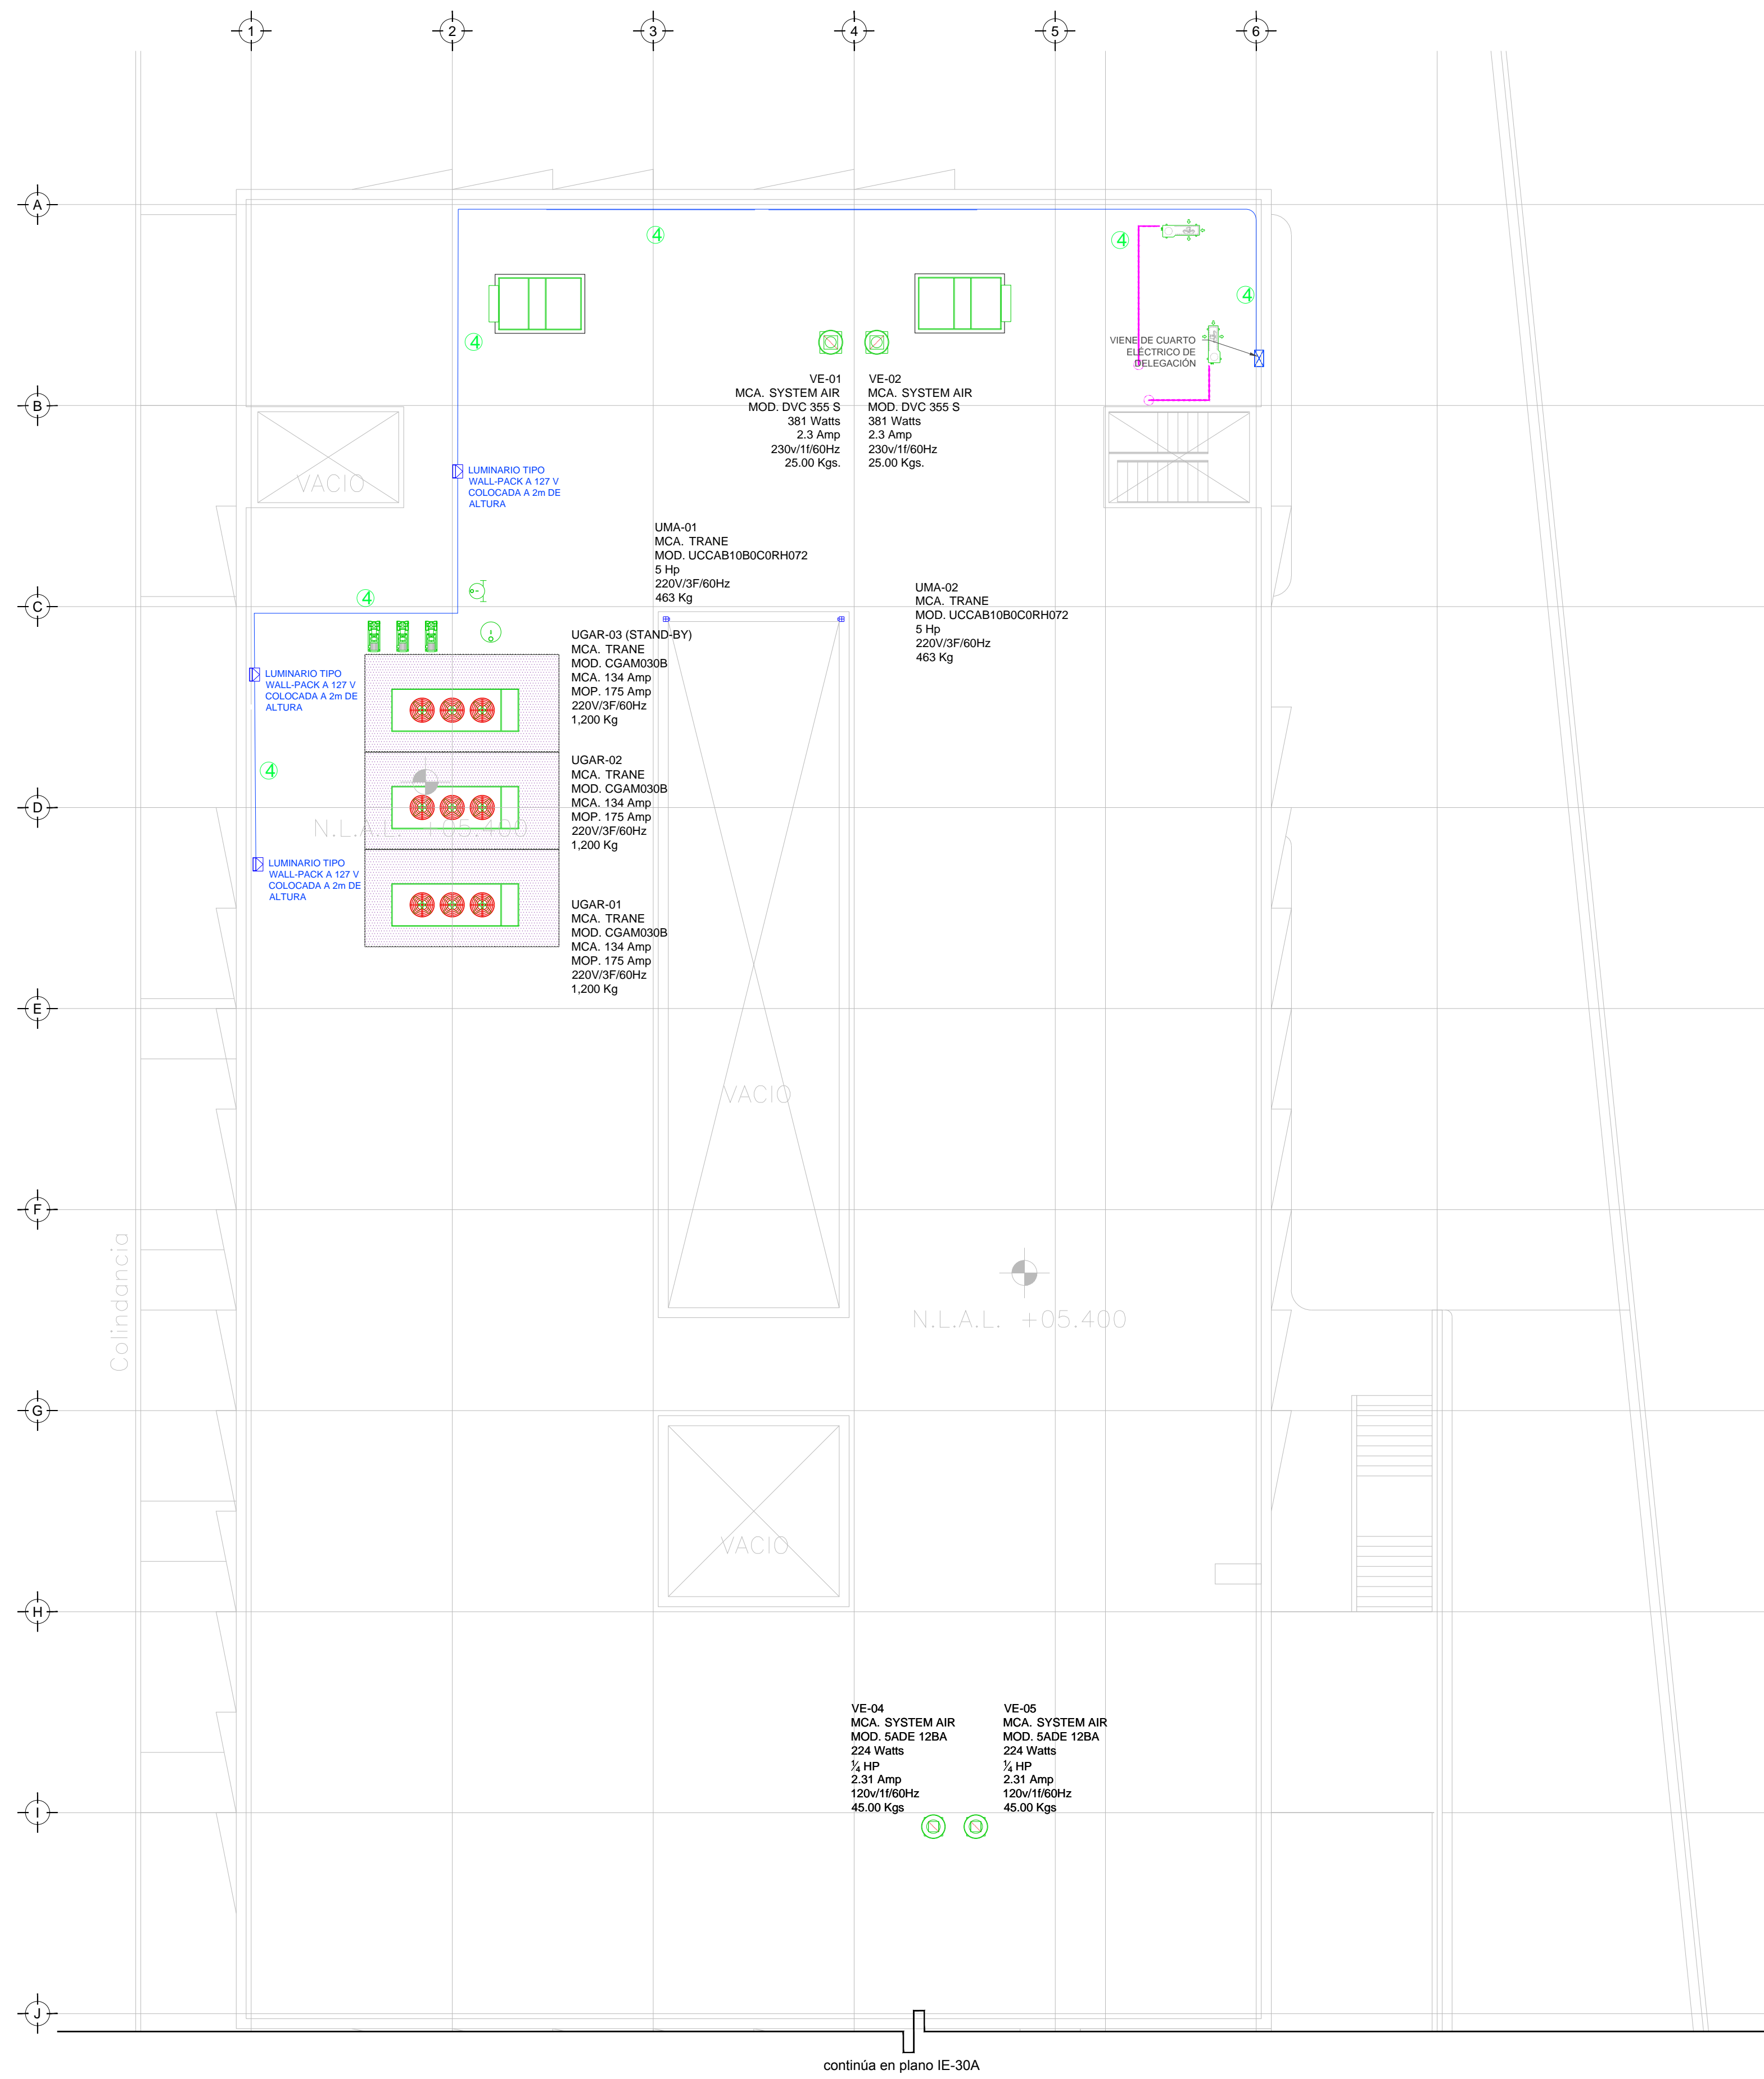 1
2
3
4
5
6
A
4
4
4
4
VIENE DE CUARTO
ELÉCTRICO DE
DELEGACIÓN
VE-01
MCA. SYSTEM AIR
MOD. DVC 355 S
381 Watts
2.3 Amp
230v/1f/60Hz
25.00 Kgs.
VE-02
MCA. SYSTEM AIR
MOD. DVC 355 S
381 Watts
2.3 Amp
230v/1f/60Hz
25.00 Kgs.
B
VACIO
LUMINARIO TIPO
WALL-PACK A 127 V
COLOCADA A 2m DE
ALTURA
UMA-01
MCA. TRANE
MOD. UCCAB10B0C0RH072
5 Hp
220V/3F/60Hz
463 Kg
UMA-02
MCA. TRANE
MOD. UCCAB10B0C0RH072
5 Hp
220V/3F/60Hz
463 Kg
C
4
UGAR-03 (STAND-BY)
MCA. TRANE
MOD. CGAM030B
MCA. 134 Amp
MOP. 175 Amp
220V/3F/60Hz
1,200 Kg
LUMINARIO TIPO
WALL-PACK A 127 V
COLOCADA A 2m DE
ALTURA
4
UGAR-02
MCA. TRANE
MOD. CGAM030B
MCA. 134 Amp
MOP. 175 Amp
220V/3F/60Hz
1,200 Kg
D
N.L.A.L. +05.400
LUMINARIO TIPO
WALL-PACK A 127 V
COLOCADA A 2m DE
ALTURA
UGAR-01
MCA. TRANE
MOD. CGAM030B
MCA. 134 Amp
MOP. 175 Amp
220V/3F/60Hz
1,200 Kg
E
VACIO
F
Colindancia
N.L.A.L. +05.400
G
VACIO
H
VE-04
MCA. SYSTEM AIR
MOD. 5ADE 12BA
224 Watts
¼ HP
2.31 Amp
120v/1f/60Hz
45.00 Kgs
VE-05
MCA. SYSTEM AIR
MOD. 5ADE 12BA
224 Watts
¼ HP
2.31 Amp
120v/1f/60Hz
45.00 Kgs
I
J
continúa en plano IE-30A